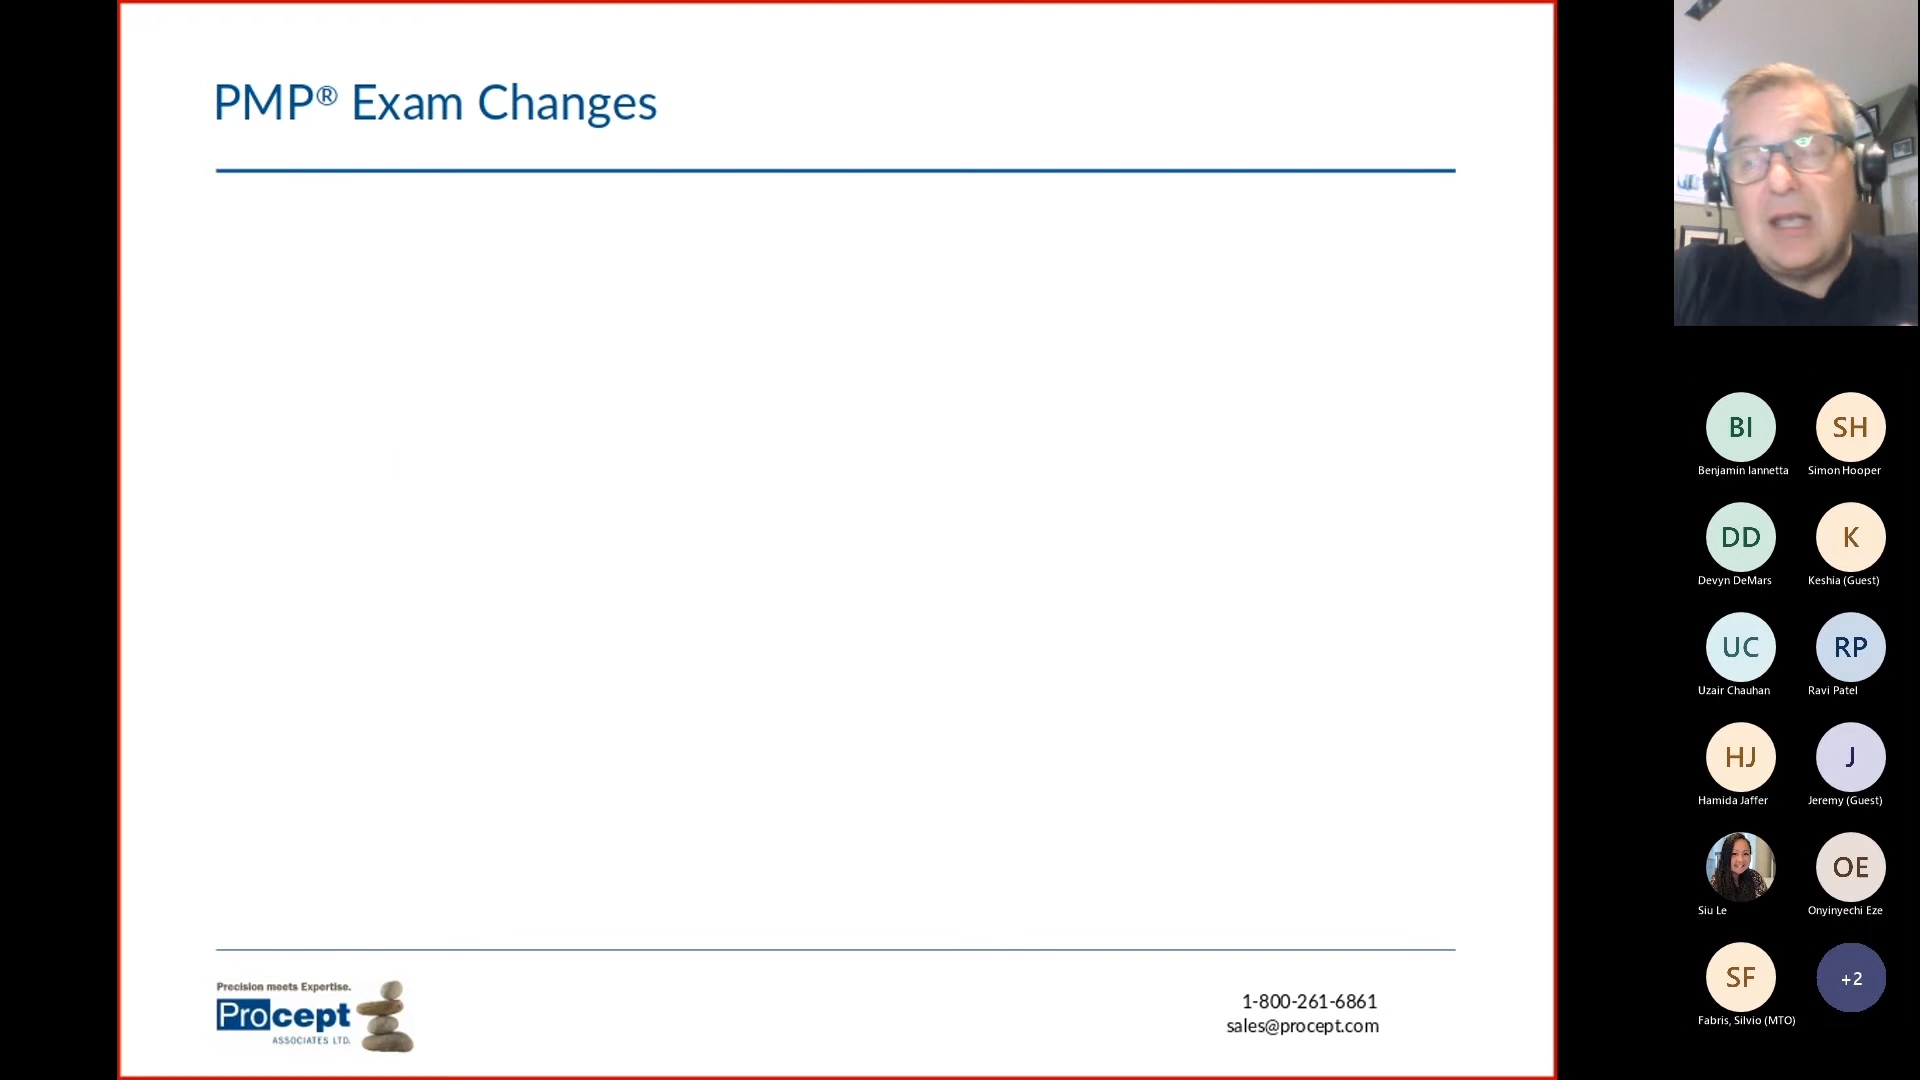 PMP® Exam Changes
Precision meets Expertise.
Procept
ASSOCIATES LTD.
1-800-261-6861
sales@procept.com
BI
Benjamin Iannetta
SH
Simon Hooper
DD
Devyn DeMars
K
Keshia (Guest)
UC
Uzair Chauhan
RP
Ravi Patel
HJ
Hamida Jaffer
J
Jeremy (Guest)
Siu Le
OE
Onyinyechi Eze
SF
Fabris, Silvio (MTO)
+2